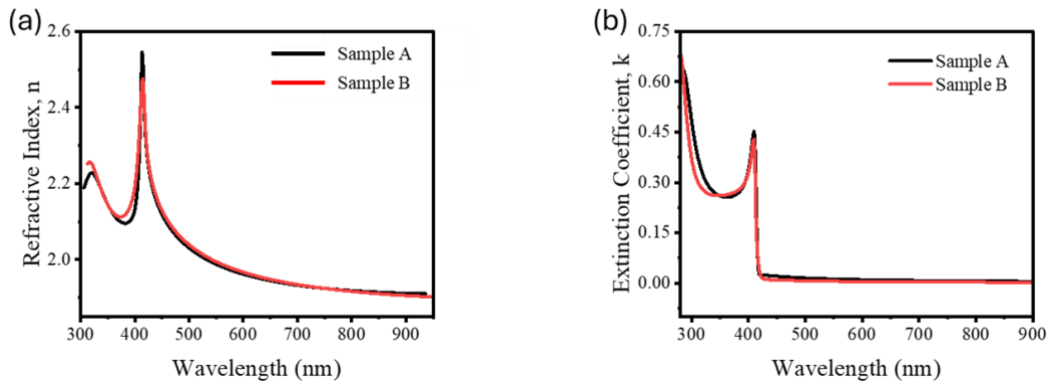 (a)
2.6
2.4
2.2
2.0
Refractive Index, n
Sample A
Sample B
300 400 500 600 700 800 900
Wavelength (nm)
(b)
0.75
0.60
0.45
0.30
0.15
0.00
Extinction Coefficient, k
Sample A
Sample B
300 400 500 600 700 800 900
Wavelength (nm)